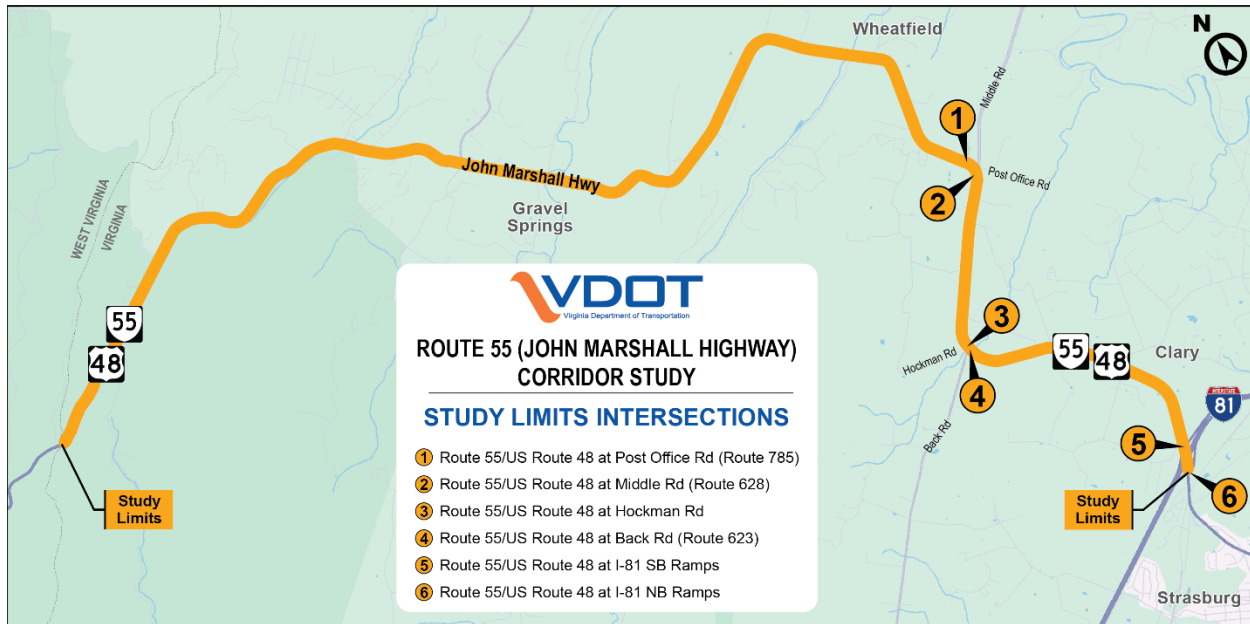 Wheatfield
N
Middle Rd
1
John Marshall Hwy
Post Office Rd
2
Gravel
Springs
WEST VIRGINIA
VIRGINIA
55
48
VDOT
Virginia Department of Transportation
ROUTE 55 (JOHN MARSHALL HIGHWAY)
CORRIDOR STUDY
STUDY LIMITS INTERSECTIONS
1 Route 55/US Route 48 at Post Office Rd (Route 785)
2 Route 55/US Route 48 at Middle Rd (Route 628)
3 Route 55/US Route 48 at Hockman Rd
4 Route 55/US Route 48 at Back Rd (Route 623)
5 Route 55/US Route 48 at I-81 SB Ramps
6 Route 55/US Route 48 at I-81 NB Ramps
3
Hockman Rd
55
48
Clary
4
INTERSTATE
81
Back Rd
5
6
Study
Limits
Study
Limits
Strasburg